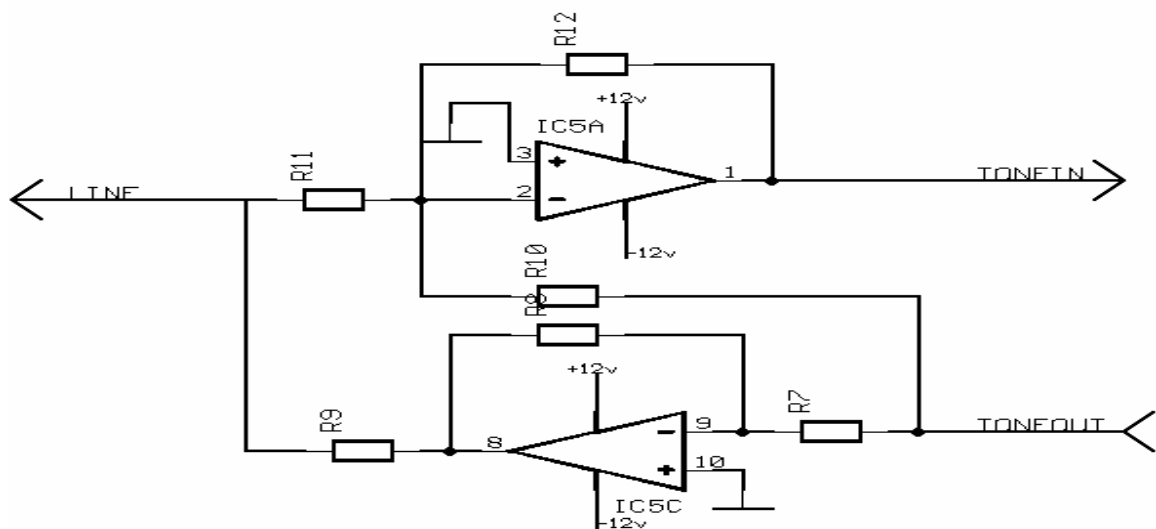 R12
+12v
IC5A
3
R11
1
LINE
TONEIN
2
-12v
R10
R8
+12v
R7
R9
9
TONEOUT
8
10
IC5C
-12v